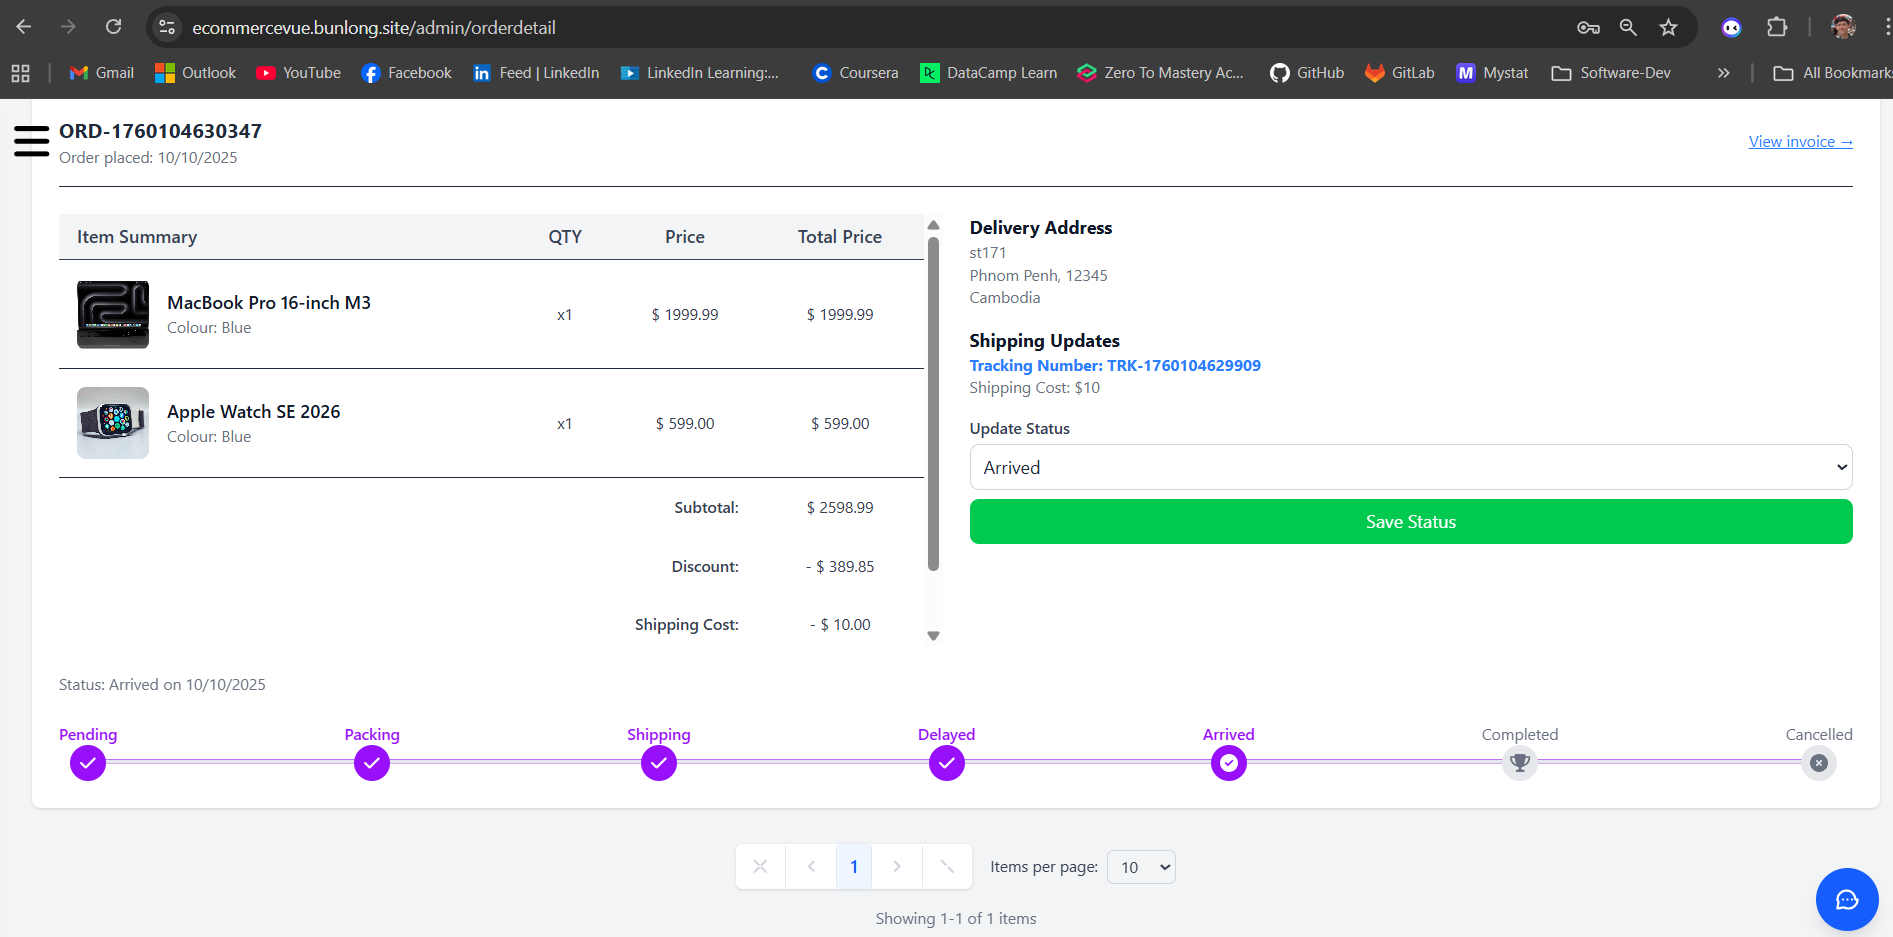 ecommercevue.bunlong.site/admin/orderdetail
Gmail Outlook YouTube Facebook Feed | LinkedIn LinkedIn Learning:... Coursera DataCamp Learn Zero To Mastery Ac... GitHub GitLab Mystat Software-Dev » All Bookmarks
ORD-1760104630347
Order placed: 10/10/2025
View invoice →
Item Summary QTY Price Total Price
MacBook Pro 16-inch M3
Colour: Blue
x1 $ 1999.99 $ 1999.99
Apple Watch SE 2026
Colour: Blue
x1 $ 599.00 $ 599.00
Subtotal: $ 2598.99
Discount: - $ 389.85
Shipping Cost: - $ 10.00
Delivery Address
st171
Phnom Penh, 12345
Cambodia
Shipping Updates
Tracking Number: TRK-1760104629909
Shipping Cost: $10
Update Status
Arrived
Save Status
Status: Arrived on 10/10/2025
Pending Packing Shipping Delayed Arrived Completed Cancelled
1 Items per page: 10
Showing 1-1 of 1 items